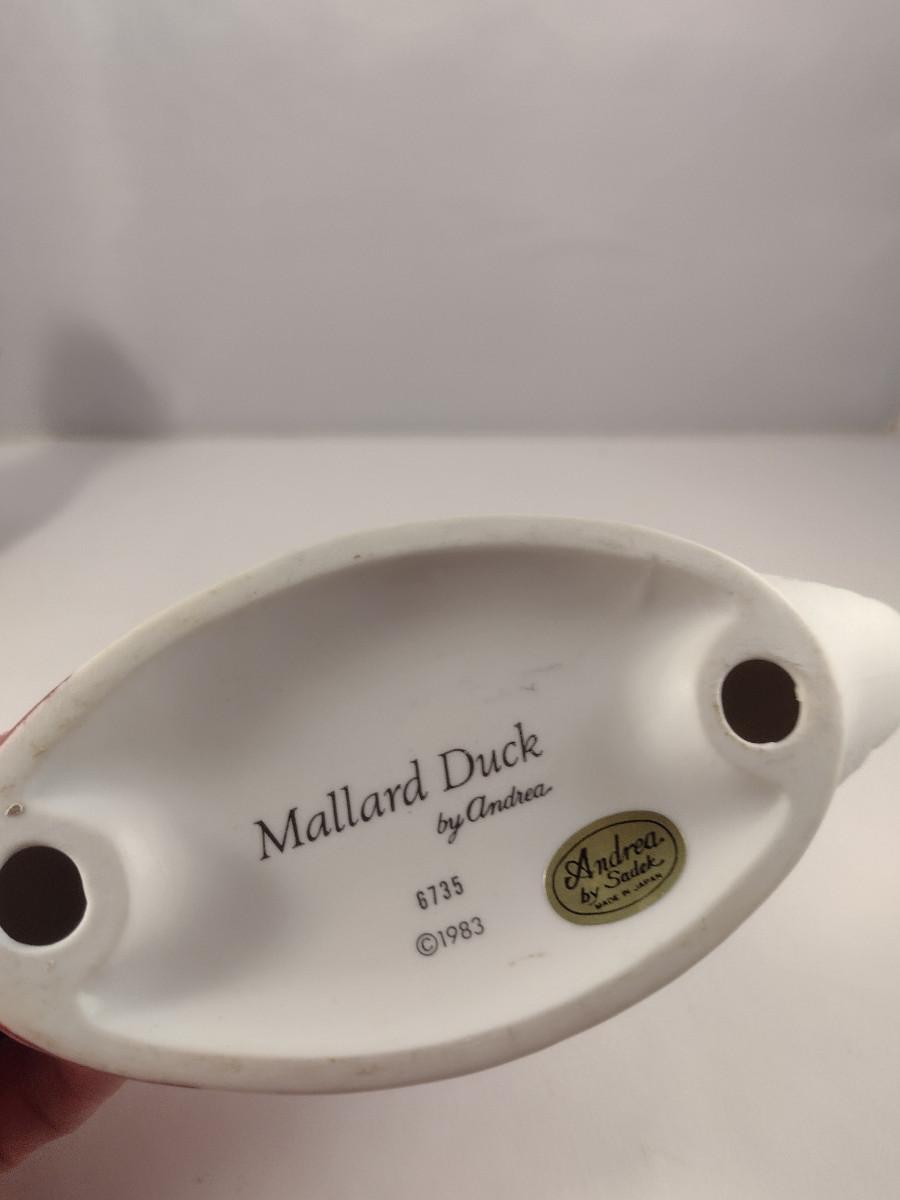 Mallard Duck
by Andrea
6735
©1983
Andrea
by Sadek
MADE IN JAPAN